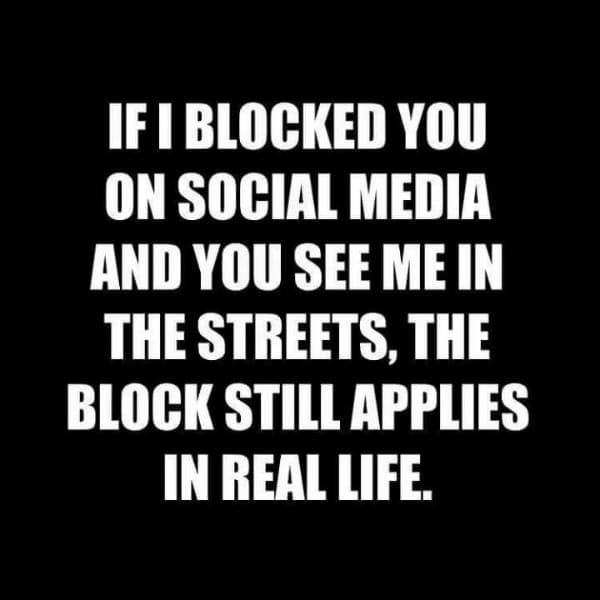 IF I BLOCKED YOU
ON SOCIAL MEDIA
AND YOU SEE ME IN
THE STREETS, THE
BLOCK STILL APPLIES
IN REAL LIFE.